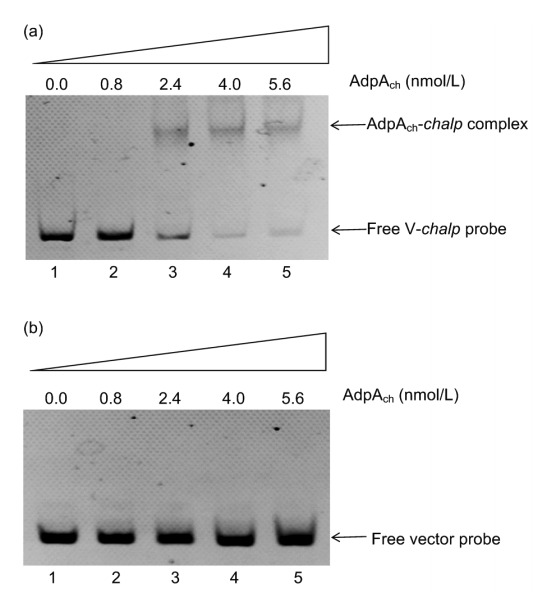 (a)
0.0 0.8 2.4 4.0 5.6 AdpAch (nmol/L)
AdpAch-chalp complex
Free V-chalp probe
1 2 3 4 5
(b)
0.0 0.8 2.4 4.0 5.6 AdpAch (nmol/L)
Free vector probe
1 2 3 4 5